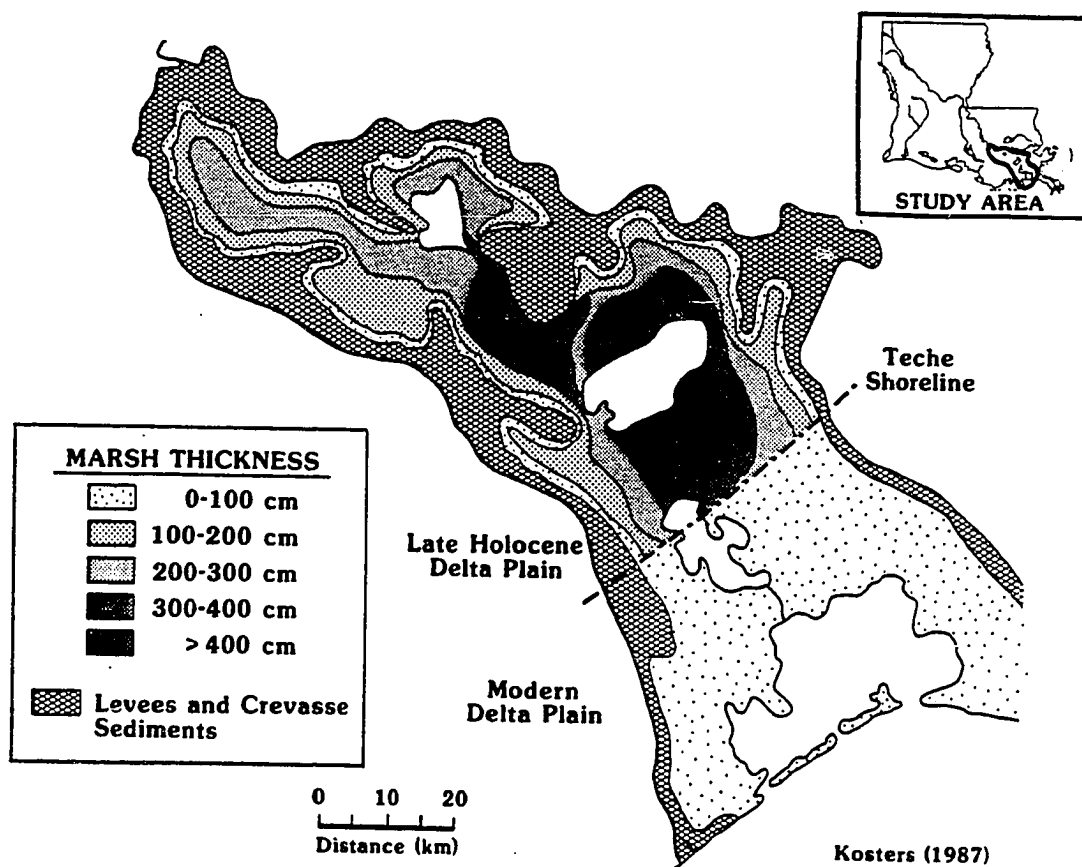 STUDY AREA
Teche
Shoreline
MARSH THICKNESS
0-100 cm
100-200 cm
200-300 cm
300-400 cm
>400 cm
Levees and Crevasse
Sediments
Late Holocene
Delta Plain
Modern
Delta Plain
0 10 20
Distance (km)
Kosters (1987)